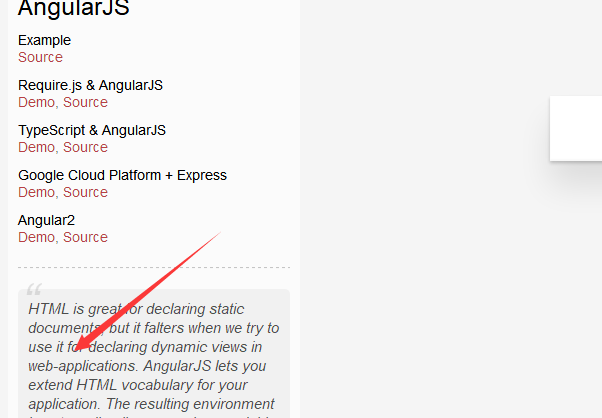 AngularJS
Example
Source
Require.js & AngularJS
Demo, Source
TypeScript & AngularJS
Demo, Source
Google Cloud Platform + Express
Demo, Source
Angular2
Demo, Source
“
HTML is great for declaring static
documents, but it falters when we try to
use it for declaring dynamic views in
web-applications. AngularJS lets you
extend HTML vocabulary for your
application. The resulting environment